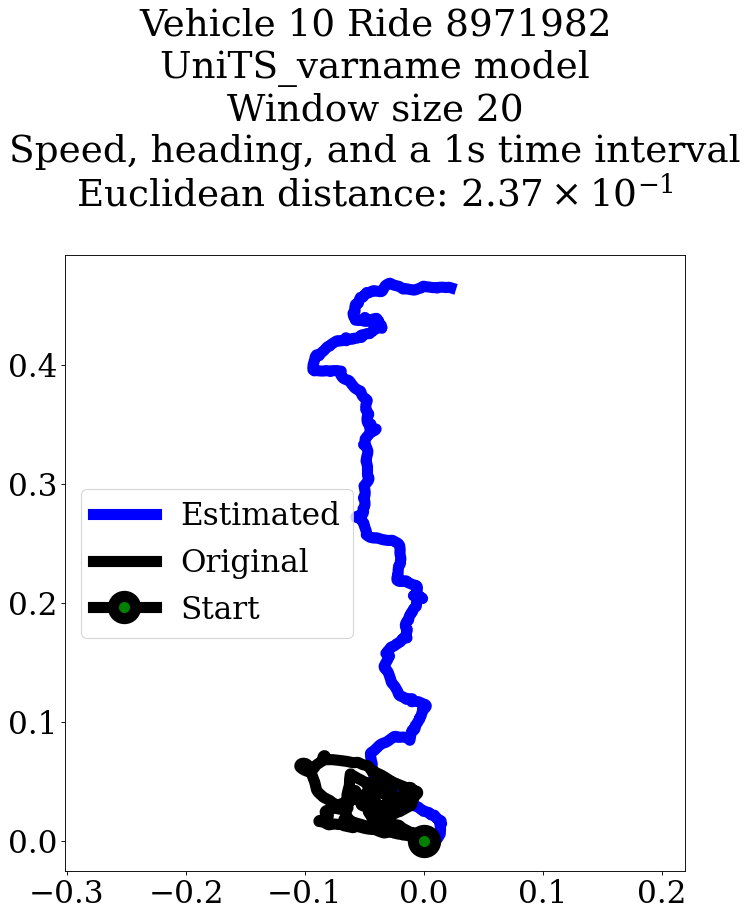 Vehicle 10 Ride 8971982
UniTS_varname model
Window size 20
Speed, heading, and a 1s time interval
Euclidean distance: 2.37 × 10⁻¹
0.4
0.3
0.2
0.1
0.0
Estimated
Original
Start
−0.3 −0.2 −0.1 0.0 0.1 0.2